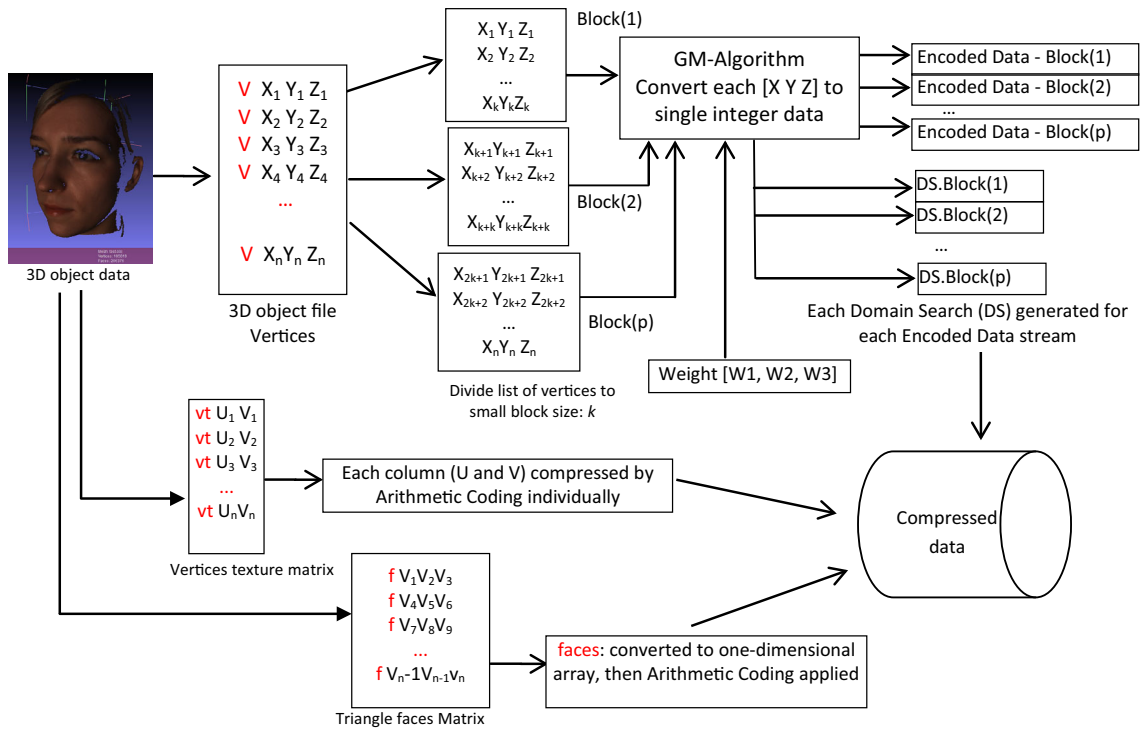 3D object data
V X1 Y1 Z1
V X2 Y2 Z2
V X3 Y3 Z3
V X4 Y4 Z4
...
V XnYn Zn
3D object file
Vertices
Block(1)
X1 Y1 Z1
X2 Y2 Z2
...
XkYkZk
Xk+1Yk+1 Zk+1
Xk+2 Yk+2 Zk+2
...
Xk+kYk+kZk+k
Block(2)
X2k+1 Y2k+1 Z2k+1
X2k+2 Y2k+2 Z2k+2
...
XnYn Zn
Block(p)
Divide list of vertices to
small block size: k
GM-Algorithm
Convert each [X Y Z] to
single integer data
Weight [W1, W2, W3]
Encoded Data - Block(1)
Encoded Data - Block(2)
...
Encoded Data - Block(p)
DS.Block(1)
DS.Block(2)
...
DS.Block(p)
Each Domain Search (DS) generated for
each Encoded Data stream
vt U1 V1
vt U2 V2
vt U3 V3
...
vt UnVn
Vertices texture matrix
Each column (U and V) compressed by
Arithmetic Coding individually
Compressed
data
f V1V2V3
f V4V5V6
f V7V8V9
...
f Vn-1Vn-1vn
Triangle faces Matrix
faces: converted to one-dimensional
array, then Arithmetic Coding applied